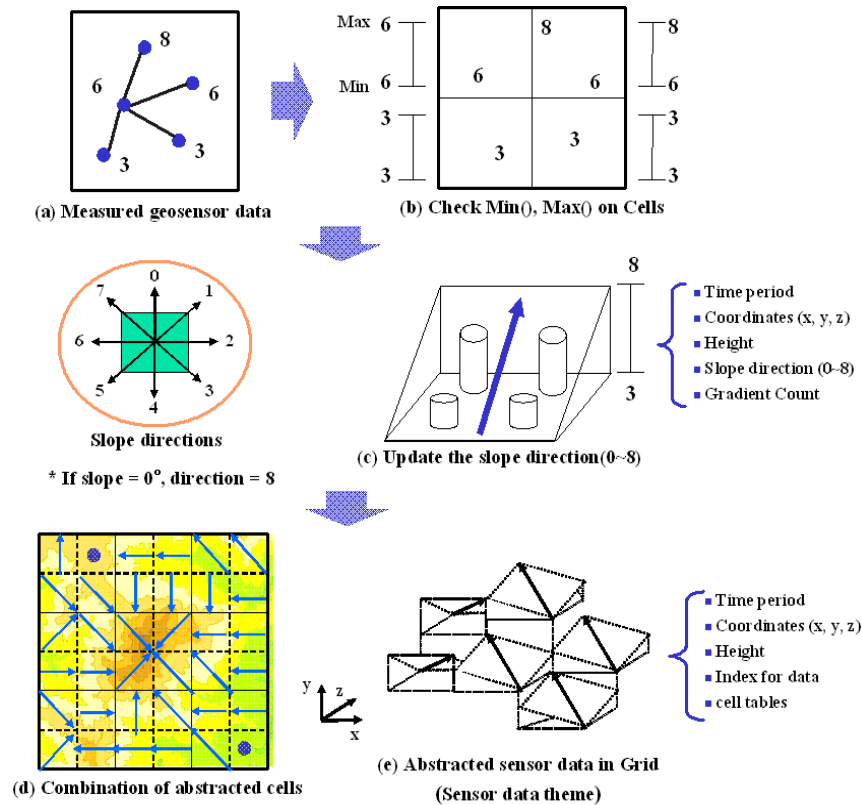 8
6
6
3
3
(a) Measured geosensor data
Max 6
Min 6
3
3
8
6
6
3
3
8
6
3
3
(b) Check Min(), Max() on Cells
0
1
2
3
4
5
6
7
Slope directions
* If slope = 0°, direction = 8
8
3
(c) Update the slope direction(0~8)
▪ Time period
▪ Coordinates (x, y, z)
▪ Height
▪ Slope direction (0~8)
▪ Gradient Count
(d) Combination of abstracted cells
y
z
x
(e) Abstracted sensor data in Grid
(Sensor data theme)
▪ Time period
▪ Coordinates (x, y, z)
▪ Height
▪ Index for data
▪ cell tables